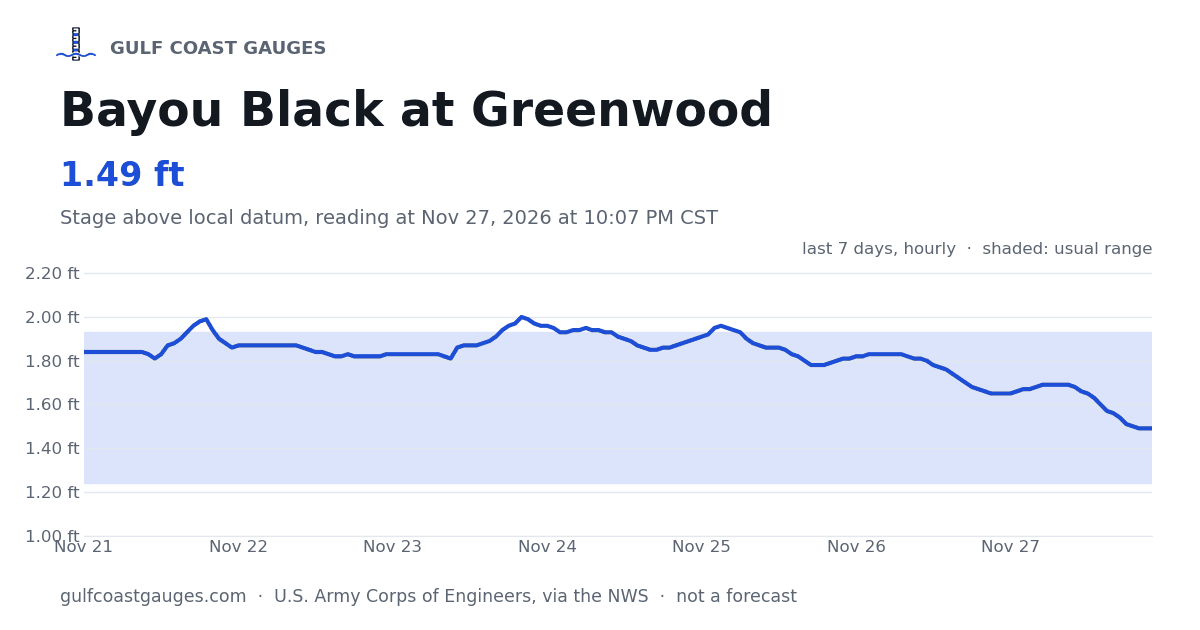 GULF COAST GAUGES
Bayou Black at Greenwood
1.49 ft
Stage above local datum, reading at Nov 27, 2026 at 10:07 PM CST
last 7 days, hourly · shaded: usual range
2.20 ft
2.00 ft
1.80 ft
1.60 ft
1.40 ft
1.20 ft
1.00 ft
Nov 21 Nov 22 Nov 23 Nov 24 Nov 25 Nov 26 Nov 27
gulfcoastgauges.com · U.S. Army Corps of Engineers, via the NWS · not a forecast